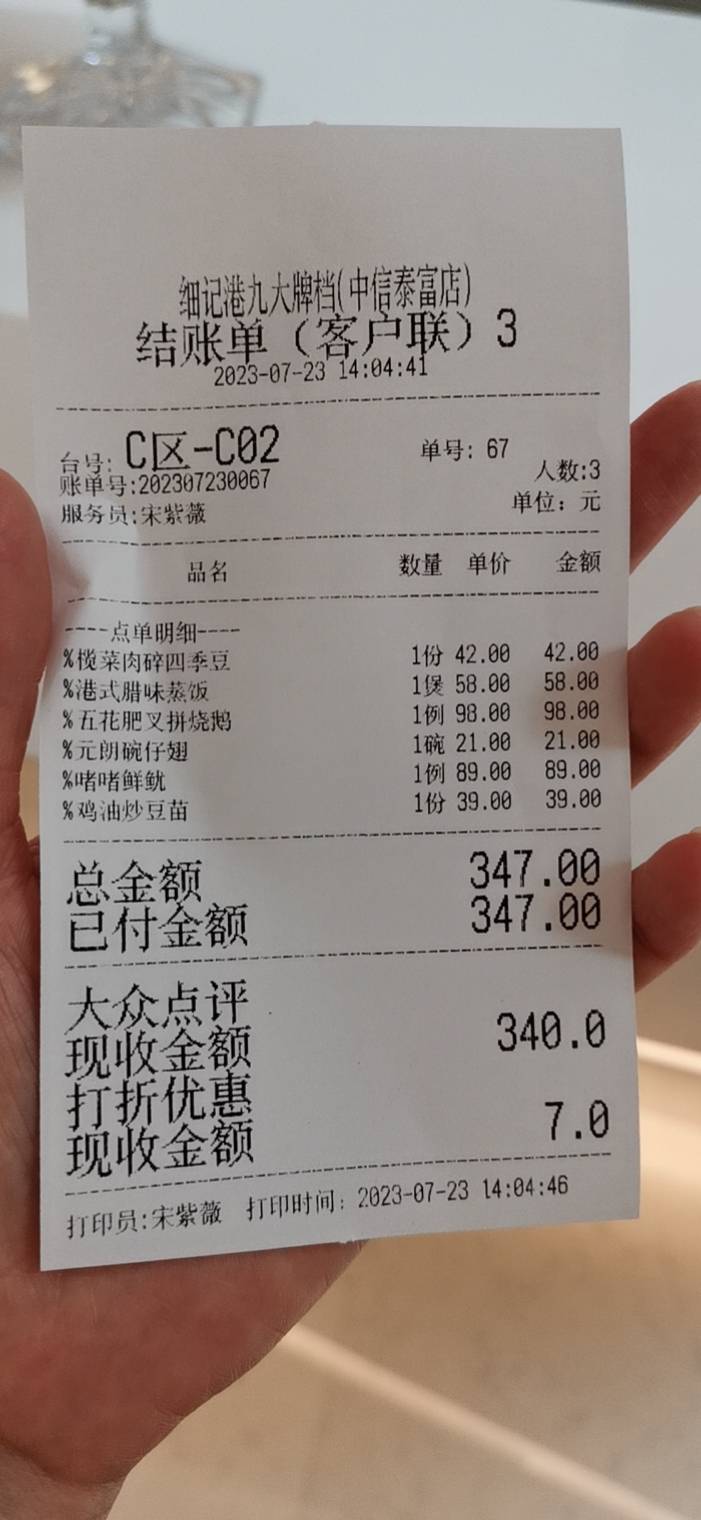 细记港九大牌档(中信泰富店)
结账单（客户联）3
2023-07-23 14:04:41
台号: C区-C02 单号: 67
账单号:202307230067 人数:3
服务员:宋紫薇 单位: 元
品名 数量 单价 金额
----点单明细----
%榄菜肉碎四季豆 1份 42.00 42.00
%港式腊味蒸饭 1煲 58.00 58.00
%五花肥叉拼烧鹅 1例 98.00 98.00
%元朗碗仔翅 1碗 21.00 21.00
%啫啫鲜鱿 1例 89.00 89.00
%鸡油炒豆苗 1份 39.00 39.00
总金额 347.00
已付金额 347.00
大众点评
现收金额 340.0
打折优惠
现收金额 7.0
打印员:宋紫薇 打印时间: 2023-07-23 14:04:46